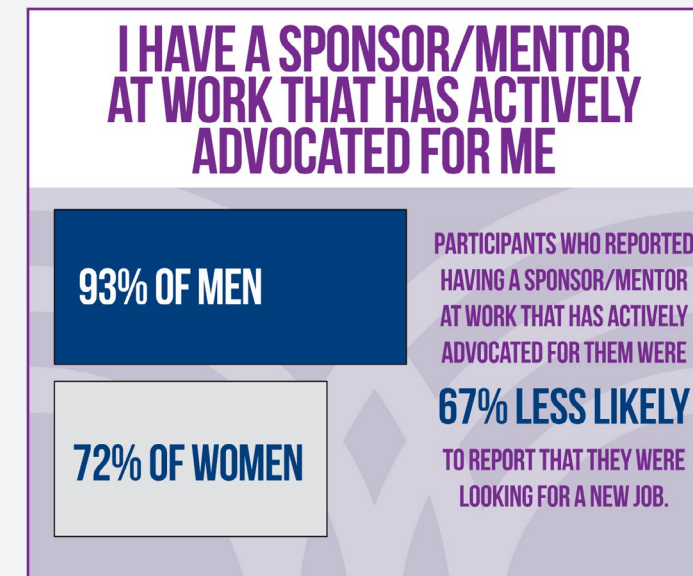 I HAVE A SPONSOR/MENTOR
AT WORK THAT HAS ACTIVELY
ADVOCATED FOR ME
93% OF MEN
72% OF WOMEN
PARTICIPANTS WHO REPORTED
HAVING A SPONSOR/MENTOR
AT WORK THAT HAS ACTIVELY
ADVOCATED FOR THEM WERE
67% LESS LIKELY
TO REPORT THAT THEY WERE
LOOKING FOR A NEW JOB.